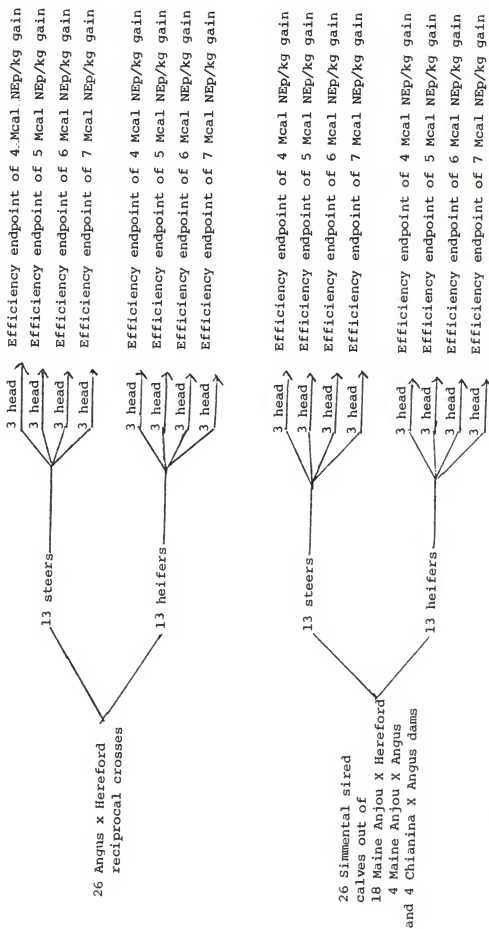 26 Angus x Hereford
reciprocal crosses
13 steers
3 head Efficiency endpoint of 4 Mcal NEp/kg gain
3 head Efficiency endpoint of 5 Mcal NEp/kg gain
3 head Efficiency endpoint of 6 Mcal NEp/kg gain
3 head Efficiency endpoint of 7 Mcal NEp/kg gain
13 heifers
3 head Efficiency endpoint of 4 Mcal NEp/kg gain
3 head Efficiency endpoint of 5 Mcal NEp/kg gain
3 head Efficiency endpoint of 6 Mcal NEp/kg gain
3 head Efficiency endpoint of 7 Mcal NEp/kg gain
26 Simmental sired
calves out of
18 Maine Anjou X Hereford
4 Maine Anjou X Angus
and 4 Chianina X Angus dams
13 steers
3 head Efficiency endpoint of 4 Mcal NEp/kg gain
3 head Efficiency endpoint of 5 Mcal NEp/kg gain
3 head Efficiency endpoint of 6 Mcal NEp/kg gain
3 head Efficiency endpoint of 7 Mcal NEp/kg gain
13 heifers
3 head Efficiency endpoint of 4 Mcal NEp/kg gain
3 head Efficiency endpoint of 5 Mcal NEp/kg gain
3 head Efficiency endpoint of 6 Mcal NEp/kg gain
3 head Efficiency endpoint of 7 Mcal NEp/kg gain